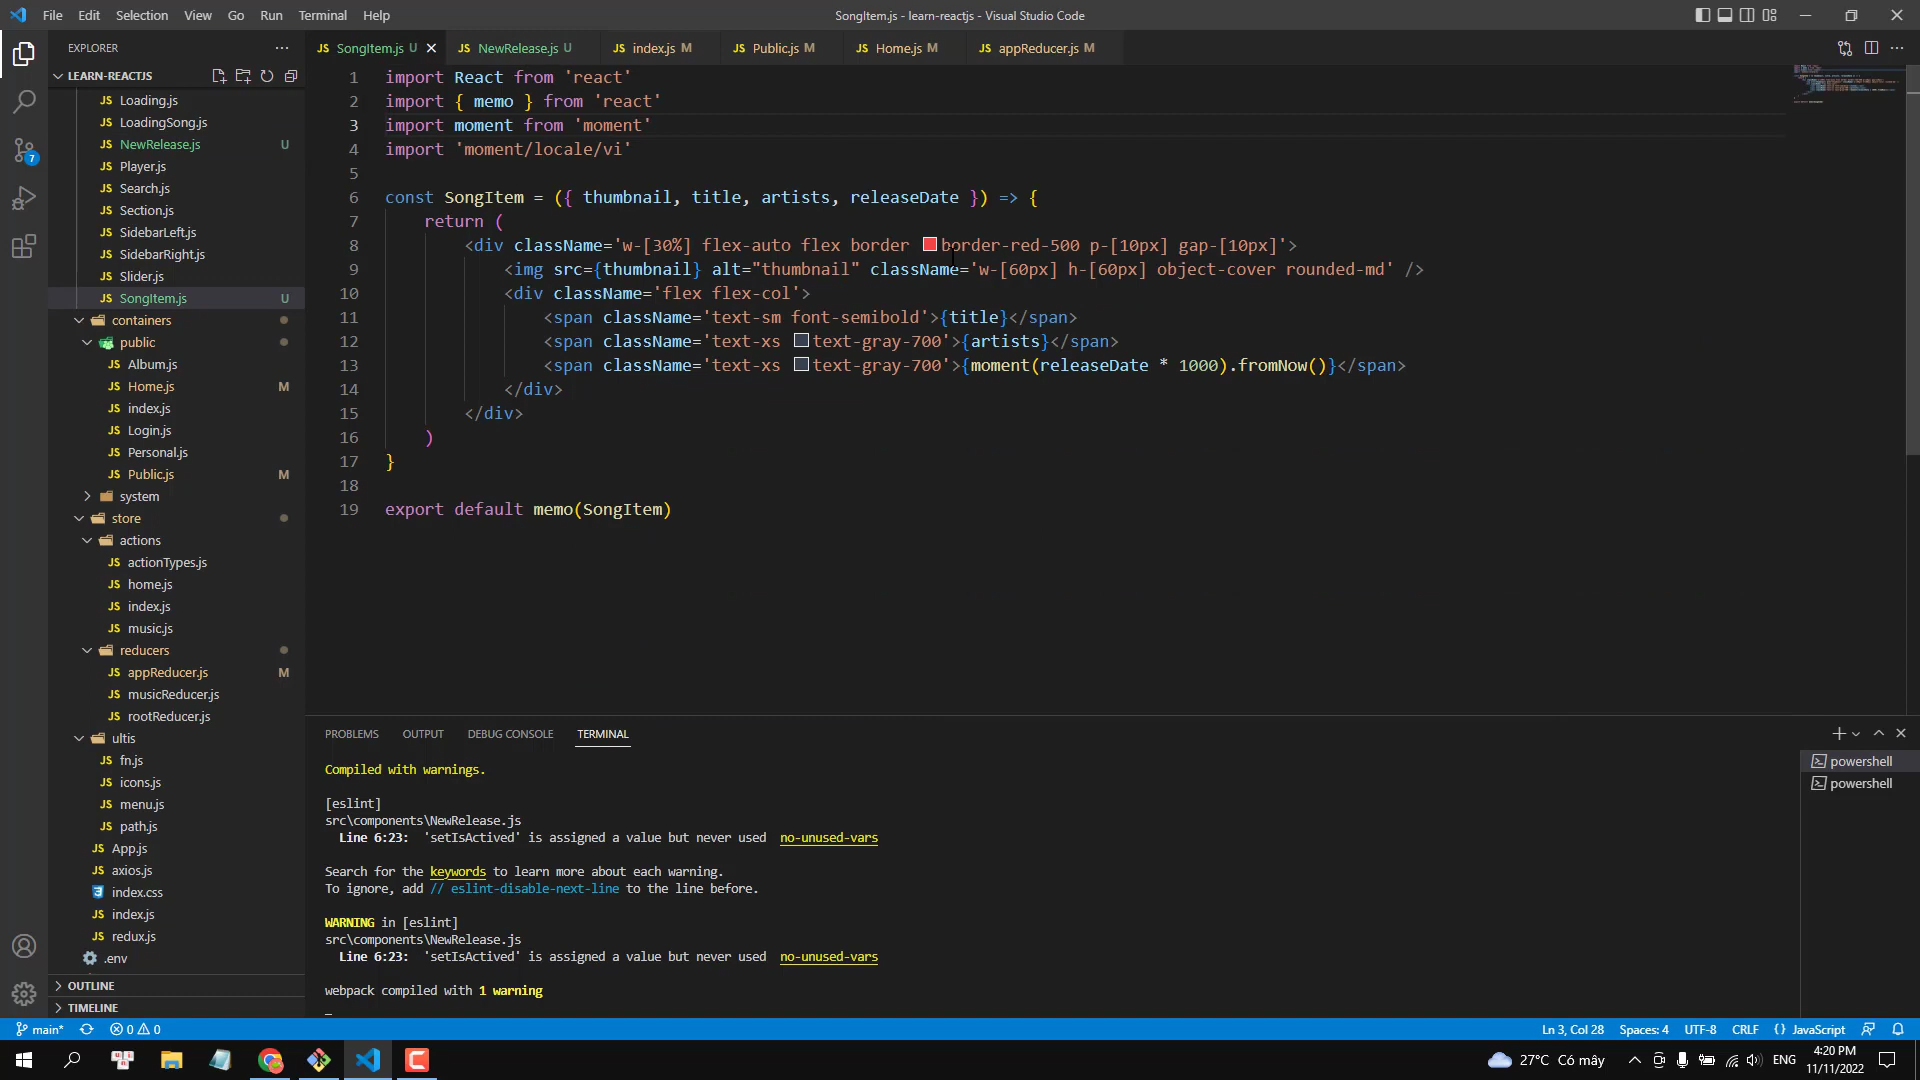 File Edit Selection View Go Run Terminal Help
SongItem.js - learn-reactjs - Visual Studio Code
EXPLORER
SongItem.js U NewRelease.js U index.js M Public.js M Home.js M appReducer.js M
LEARN-REACTJS
Loading.js
LoadingSong.js
NewRelease.js U
Player.js
Search.js
Section.js
SidebarLeft.js
SidebarRight.js
Slider.js
SongItem.js U
containers
public
Album.js
Home.js M
index.js
Login.js
Personal.js
Public.js M
system
store
actions
actionTypes.js
home.js
index.js
music.js
reducers
appReducer.js M
musicReducer.js
rootReducer.js
ultis
fn.js
icons.js
menu.js
path.js
App.js
axios.js
index.css
index.js
redux.js
.env
OUTLINE
TIMELINE
7
1 import React from 'react'
2 import { memo } from 'react'
3 import moment from 'moment'
4 import 'moment/locale/vi'
5
6 const SongItem = ({ thumbnail, title, artists, releaseDate }) => {
7 return (
8 <div className='w-[30%] flex-auto flex border border-red-500 p-[10px] gap-[10px]'>
9 <img src={thumbnail} alt="thumbnail" className='w-[60px] h-[60px] object-cover rounded-md' />
10 <div className='flex flex-col'>
11 <span className='text-sm font-semibold'>{title}</span>
12 <span className='text-xs text-gray-700'>{artists}</span>
13 <span className='text-xs text-gray-700'>{moment(releaseDate * 1000).fromNow()}</span>
14 </div>
15 </div>
16 )
17 }
18
19 export default memo(SongItem)
PROBLEMS OUTPUT DEBUG CONSOLE TERMINAL
Compiled with warnings.
[eslint]
src\components\NewRelease.js
Line 6:23: 'setIsActived' is assigned a value but never used no-unused-vars
Search for the keywords to learn more about each warning.
To ignore, add // eslint-disable-next-line to the line before.
WARNING in [eslint]
src\components\NewRelease.js
Line 6:23: 'setIsActived' is assigned a value but never used no-unused-vars
webpack compiled with 1 warning
powershell
powershell
main* 0 0
Ln 3, Col 28 Spaces: 4 UTF-8 CRLF {} JavaScript
27°C Có mây
ENG
4:20 PM
11/11/2022